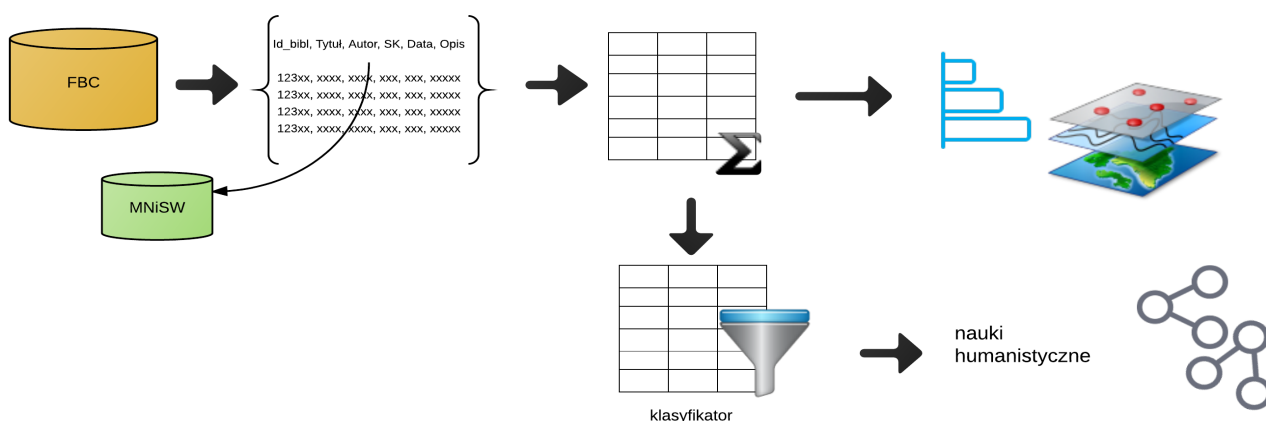 FBC
Id_bibl, Tytuł, Autor, SK, Data, Opis
123xx, xxxx, xxxx, xxx, xxx, xxxxx
123xx, xxxx, xxxx, xxx, xxx, xxxxx
123xx, xxxx, xxxx, xxx, xxx, xxxxx
123xx, xxxx, xxxx, xxx, xxx, xxxxx
MNiSW
klasyfikator
nauki
humanistyczne